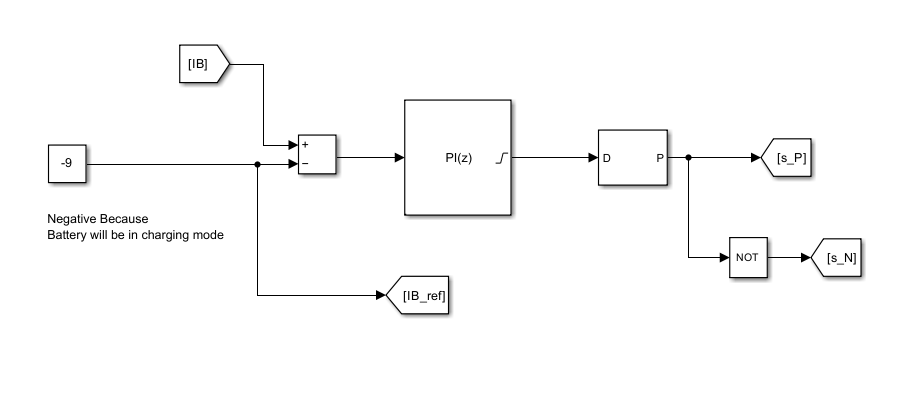 [IB]
+
−
-9
PI(z)
D
P
[s_P]
Negative Because
Battery will be in charging mode
NOT
[s_N]
[IB_ref]